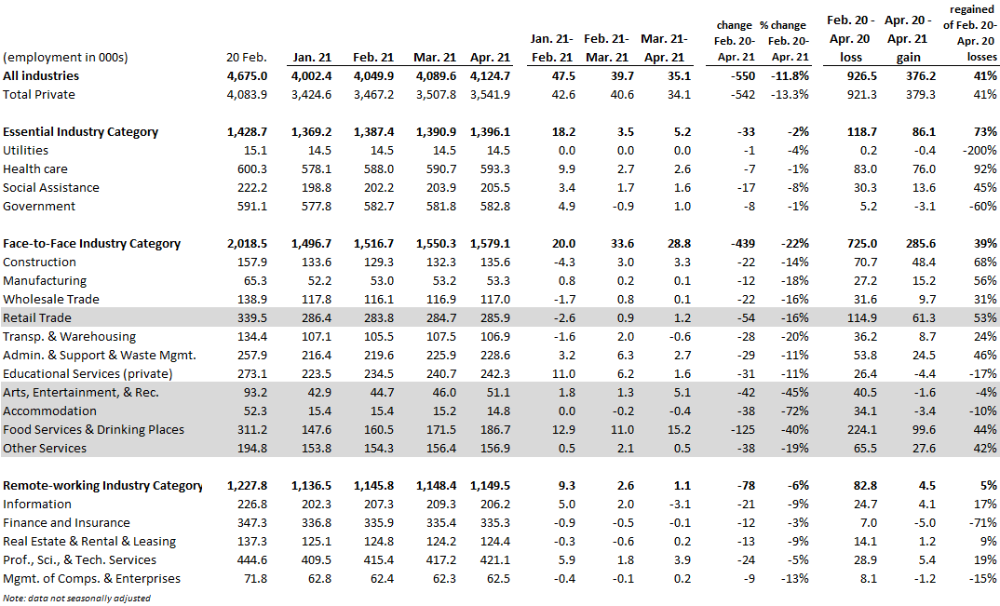 regained
Feb. 20 - Apr. 20 - of Feb. 20-
change % change
Jan. 21- Feb. 21- Mar. 21- Feb. 20- Feb. 20- Apr. 20 Apr. 21 Apr. 20
(employment in 000s) 20 Feb. Jan. 21 Feb. 21 Mar. 21 Apr. 21 Feb. 21 Mar. 21 Apr. 21 Apr. 21 Apr. 21 loss gain losses
All industries 4,675.0 4,002.4 4,049.9 4,089.6 4,124.7 47.5 39.7 35.1 -550 -11.8% 926.5 376.2 41%
Total Private 4,083.9 3,424.6 3,467.2 3,507.8 3,541.9 42.6 40.6 34.1 -542 -13.3% 921.3 379.3 41%
Essential Industry Category 1,428.7 1,369.2 1,387.4 1,390.9 1,396.1 18.2 3.5 5.2 -33 -2% 118.7 86.1 73%
Utilities 15.1 14.5 14.5 14.5 14.5 0.0 0.0 0.0 -1 -4% 0.2 -0.4 -200%
Health care 600.3 578.1 588.0 590.7 593.3 9.9 2.7 2.6 -7 -1% 83.0 76.0 92%
Social Assistance 222.2 198.8 202.2 203.9 205.5 3.4 1.7 1.6 -17 -8% 30.3 13.6 45%
Government 591.1 577.8 582.7 581.8 582.8 4.9 -0.9 1.0 -8 -1% 5.2 -3.1 -60%
Face-to-Face Industry Category 2,018.5 1,496.7 1,516.7 1,550.3 1,579.1 20.0 33.6 28.8 -439 -22% 725.0 285.6 39%
Construction 157.9 133.6 129.3 132.3 135.6 -4.3 3.0 3.3 -22 -14% 70.7 48.4 68%
Manufacturing 65.3 52.2 53.0 53.2 53.3 0.8 0.2 0.1 -12 -18% 27.2 15.2 56%
Wholesale Trade 138.9 117.8 116.1 116.9 117.0 -1.7 0.8 0.1 -22 -16% 31.6 9.7 31%
Retail Trade 339.5 286.4 283.8 284.7 285.9 -2.6 0.9 1.2 -54 -16% 114.9 61.3 53%
Transp. & Warehousing 134.4 107.1 105.5 107.5 106.9 -1.6 2.0 -0.6 -28 -20% 36.2 8.7 24%
Admin. & Support & Waste Mgmt. 257.9 216.4 219.6 225.9 228.6 3.2 6.3 2.7 -29 -11% 53.8 24.5 46%
Educational Services (private) 273.1 223.5 234.5 240.7 242.3 11.0 6.2 1.6 -31 -11% 26.4 -4.4 -17%
Arts, Entertainment, & Rec. 93.2 42.9 44.7 46.0 51.1 1.8 1.3 5.1 -42 -45% 40.5 -1.6 -4%
Accommodation 52.3 15.4 15.4 15.2 14.8 0.0 -0.2 -0.4 -38 -72% 34.1 -3.4 -10%
Food Services & Drinking Places 311.2 147.6 160.5 171.5 186.7 12.9 11.0 15.2 -125 -40% 224.1 99.6 44%
Other Services 194.8 153.8 154.3 156.4 156.9 0.5 2.1 0.5 -38 -19% 65.5 27.6 42%
Remote-working Industry Category 1,227.8 1,136.5 1,145.8 1,148.4 1,149.5 9.3 2.6 1.1 -78 -6% 82.8 4.5 5%
Information 226.8 202.3 207.3 209.3 206.2 5.0 2.0 -3.1 -21 -9% 24.7 4.1 17%
Finance and Insurance 347.3 336.8 335.9 335.4 335.3 -0.9 -0.5 -0.1 -12 -3% 7.0 -5.0 -71%
Real Estate & Rental & Leasing 137.3 125.1 124.8 124.2 124.4 -0.3 -0.6 0.2 -13 -9% 14.1 1.2 9%
Prof., Sci., & Tech. Services 444.6 409.5 415.4 417.2 421.1 5.9 1.8 3.9 -24 -5% 28.9 5.4 19%
Mgmt. of Comps. & Enterprises 71.8 62.8 62.4 62.3 62.5 -0.4 -0.1 0.2 -9 -13% 8.1 -1.2 -15%
Note: data not seasonally adjusted